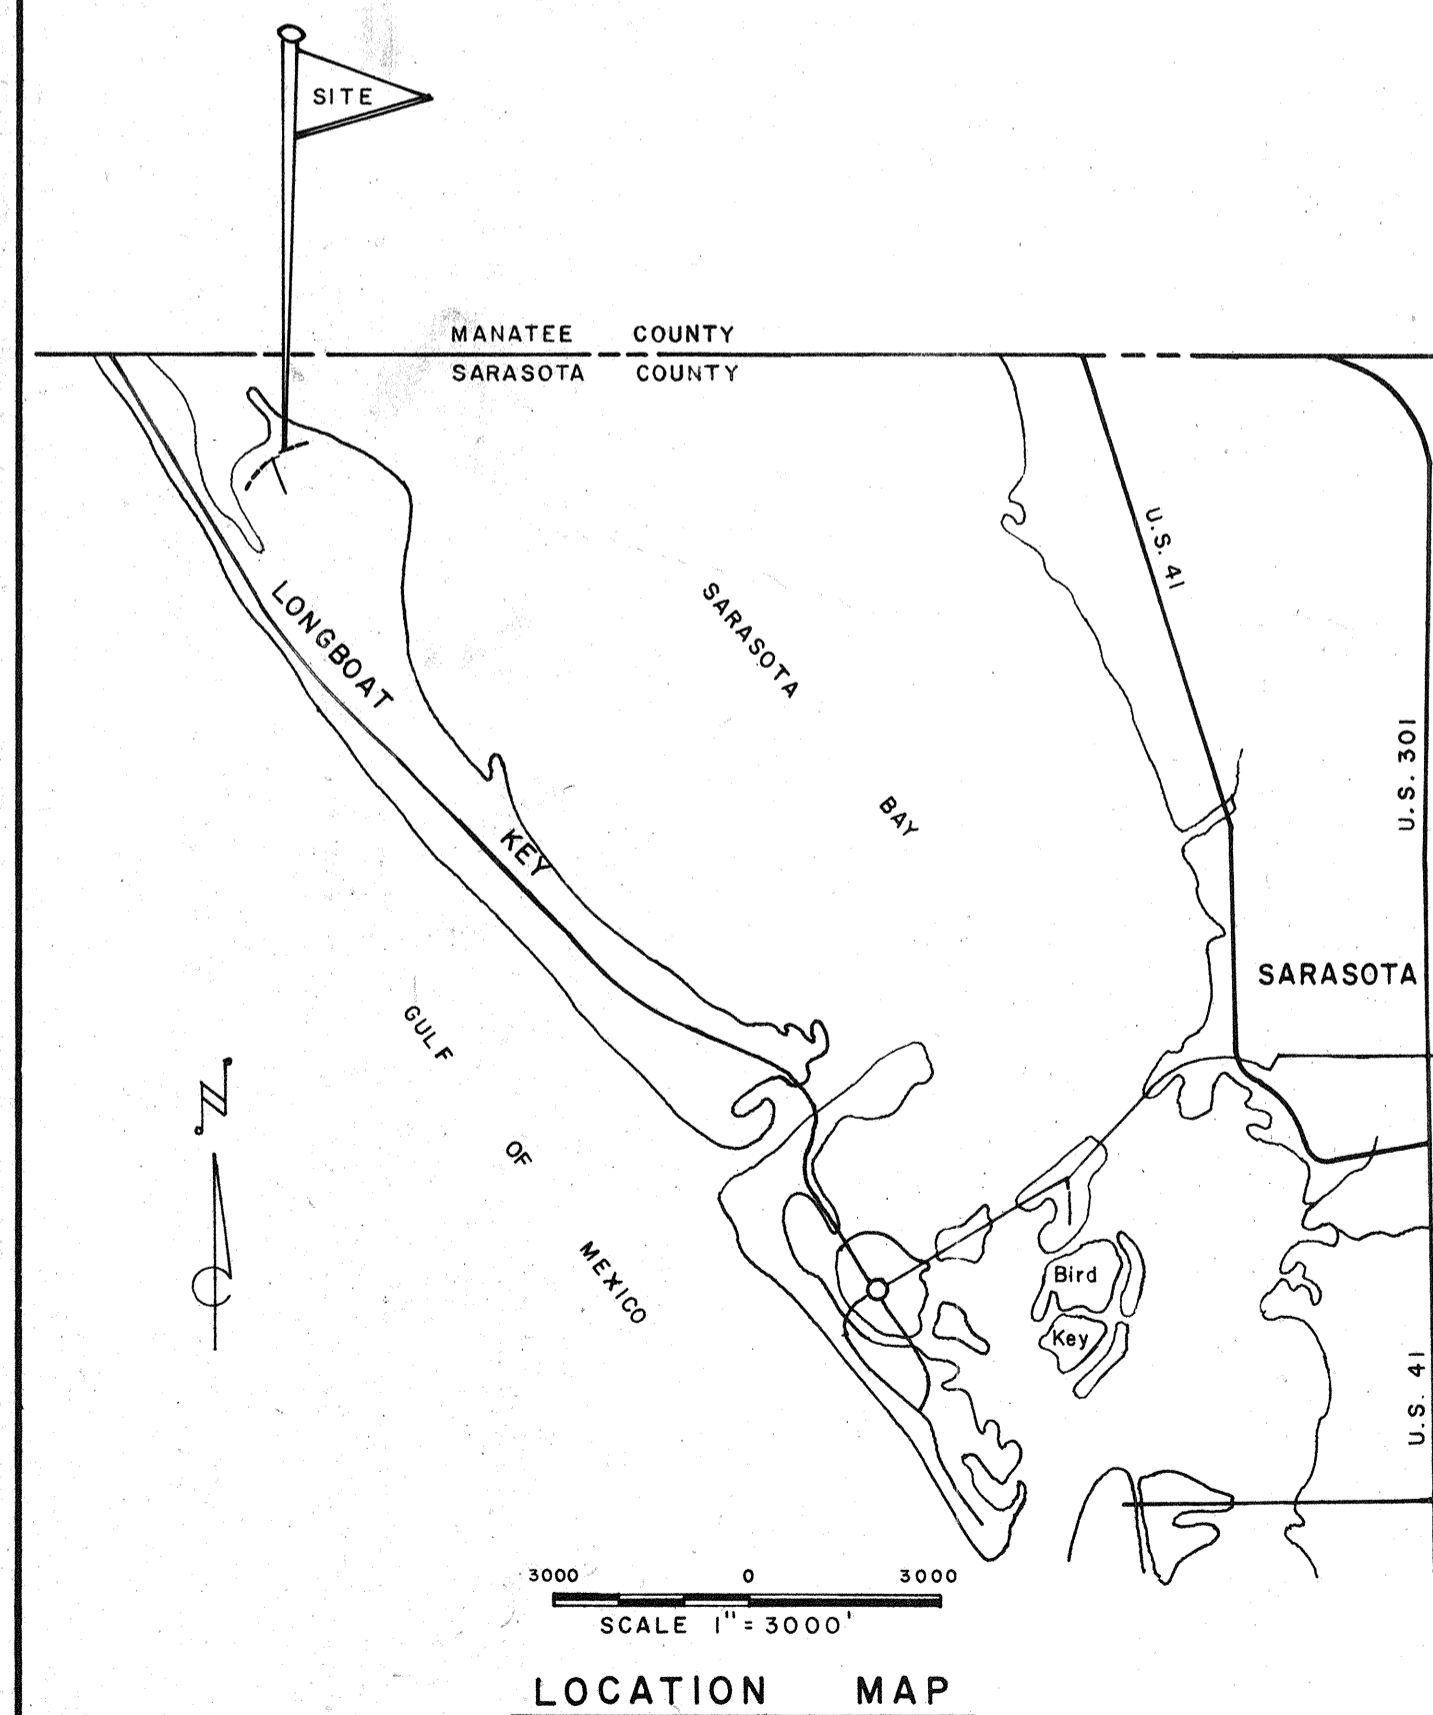 SITE
MANATEE COUNTY
SARASOTA COUNTY
U.S. 41
LONGBOAT
KEY
SARASOTA
BAY
U.S. 301
SARASOTA
GULF
OF
MEXICO
N
Bird
Key
U.S. 41
3000 0 3000
SCALE 1" = 3000'
LOCATION MAP